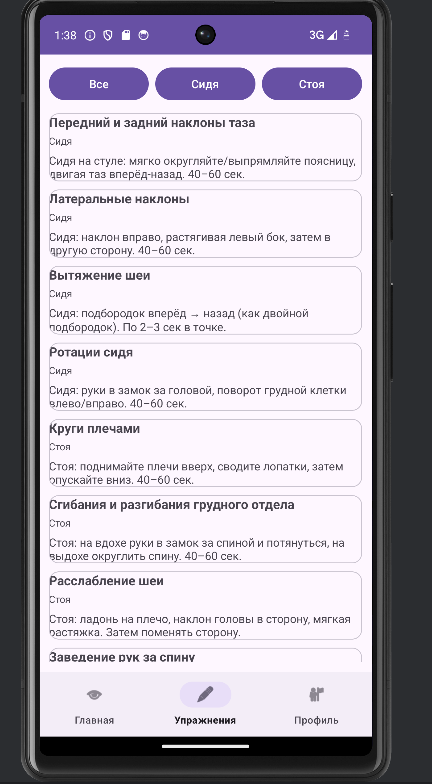 1:38
3G
Все
Сидя
Стоя
Передний и задний наклоны таза
Сидя
Сидя на стуле: мягко округляйте/выпрямляйте поясницу,
двигая таз вперёд-назад. 40–60 сек.
Латеральные наклоны
Сидя
Сидя: наклон вправо, растягивая левый бок, затем в
другую сторону. 40–60 сек.
Вытяжение шеи
Сидя
Сидя: подбородок вперёд → назад (как двойной
подбородок). По 2–3 сек в точке.
Ротации сидя
Сидя
Сидя: руки в замок за головой, поворот грудной клетки
влево/вправо. 40–60 сек.
Круги плечами
Стоя
Стоя: поднимайте плечи вверх, сводите лопатки, затем
опускайте вниз. 40–60 сек.
Сгибания и разгибания грудного отдела
Стоя
Стоя: на вдохе руки в замок за спиной и потянуться, на
выдохе округлить спину. 40–60 сек.
Расслабление шеи
Стоя
Стоя: ладонь на плечо, наклон головы в сторону, мягкая
растяжка. Затем поменять сторону.
Заведение рук за спину
Главная
Упражнения
Профиль